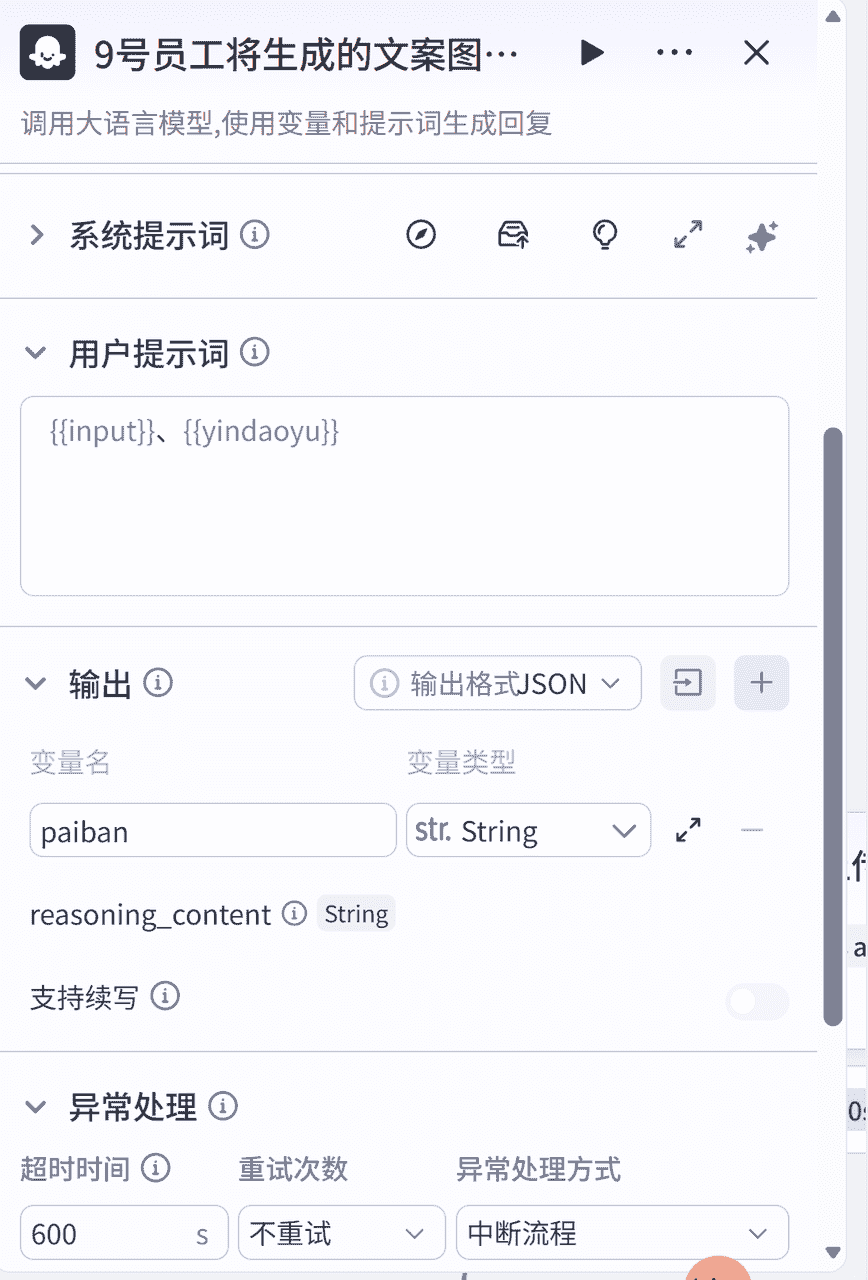 9号员工将生成的文案图…
调用大语言模型,使用变量和提示词生成回复
系统提示词
用户提示词
{{input}}、{{yindaoyu}}
输出
输出格式JSON
变量名 变量类型
paiban str. String
reasoning_content String
支持续写
异常处理
超时时间 重试次数 异常处理方式
600 s 不重试 中断流程